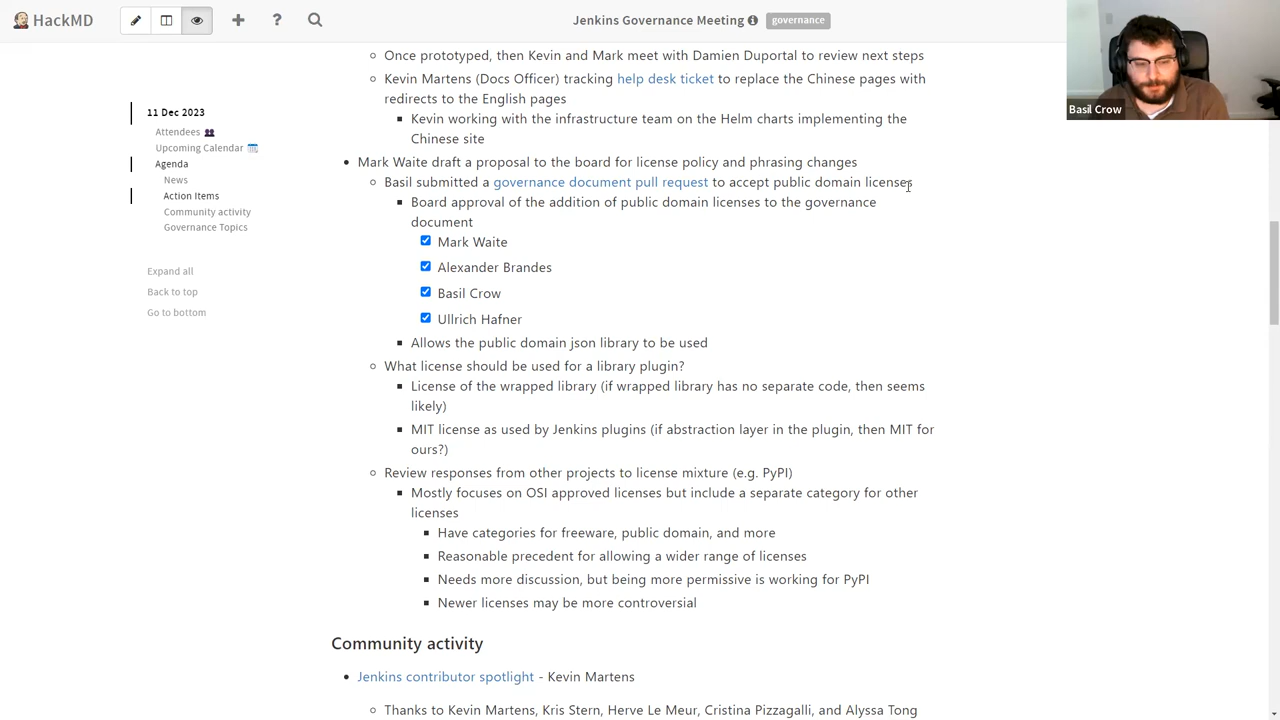 HackMD
Jenkins Governance Meeting
governance
Basil Crow
11 Dec 2023
Attendees
Upcoming Calendar
Agenda
News
Action Items
Community activity
Governance Topics
Expand all
Back to top
Go to bottom
Once prototyped, then Kevin and Mark meet with Damien Duportal to review next steps
Kevin Martens (Docs Officer) tracking help desk ticket to replace the Chinese pages with
redirects to the English pages
Kevin working with the infrastructure team on the Helm charts implementing the
Chinese site
Mark Waite draft a proposal to the board for license policy and phrasing changes
Basil submitted a governance document pull request to accept public domain licenses
Board approval of the addition of public domain licenses to the governance
document
Mark Waite
Alexander Brandes
Basil Crow
Ullrich Hafner
Allows the public domain json library to be used
What license should be used for a library plugin?
License of the wrapped library (if wrapped library has no separate code, then seems
likely)
MIT license as used by Jenkins plugins (if abstraction layer in the plugin, then MIT for
ours?)
Review responses from other projects to license mixture (e.g. PyPI)
Mostly focuses on OSI approved licenses but include a separate category for other
licenses
Have categories for freeware, public domain, and more
Reasonable precedent for allowing a wider range of licenses
Needs more discussion, but being more permissive is working for PyPI
Newer licenses may be more controversial
Community activity
Jenkins contributor spotlight - Kevin Martens
Thanks to Kevin Martens, Kris Stern, Herve Le Meur, Cristina Pizzagalli, and Alyssa Tong